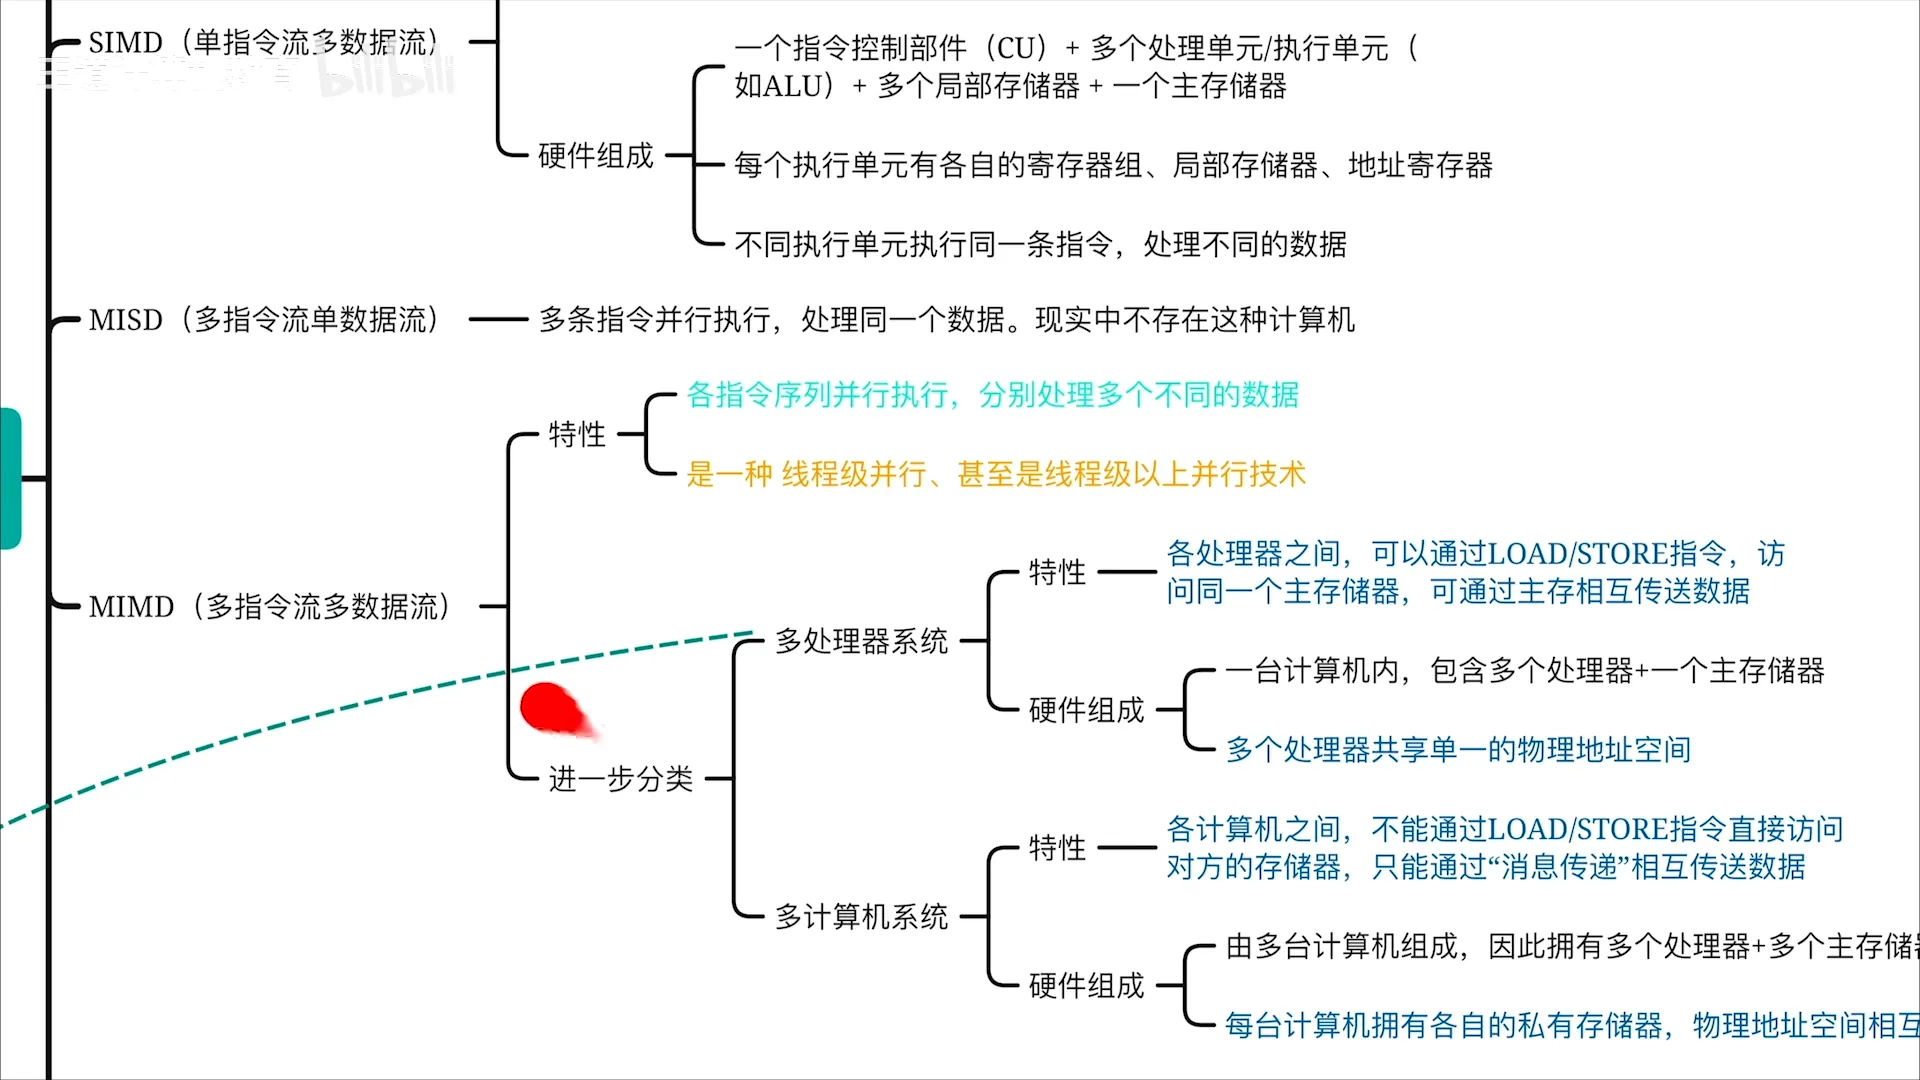 SIMD（单指令流多数据流）
bilibili
一个指令控制部件（CU）+ 多个处理单元/执行单元（
如ALU）+ 多个局部存储器 + 一个主存储器
硬件组成
每个执行单元有各自的寄存器组、局部存储器、地址寄存器
不同执行单元执行同一条指令，处理不同的数据
MISD（多指令流单数据流）
多条指令并行执行，处理同一个数据。现实中不存在这种计算机
MIMD（多指令流多数据流）
特性
各指令序列并行执行，分别处理多个不同的数据
是一种 线程级并行、甚至是线程级以上并行技术
进一步分类
多处理器系统
特性
各处理器之间，可以通过LOAD/STORE指令，访
问同一个主存储器，可通过主存相互传送数据
硬件组成
一台计算机内，包含多个处理器+一个主存储器
多个处理器共享单一的物理地址空间
多计算机系统
特性
各计算机之间，不能通过LOAD/STORE指令直接访问
对方的存储器，只能通过“消息传递”相互传送数据
硬件组成
由多台计算机组成，因此拥有多个处理器+多个主存储
每台计算机拥有各自的私有存储器，物理地址空间相互